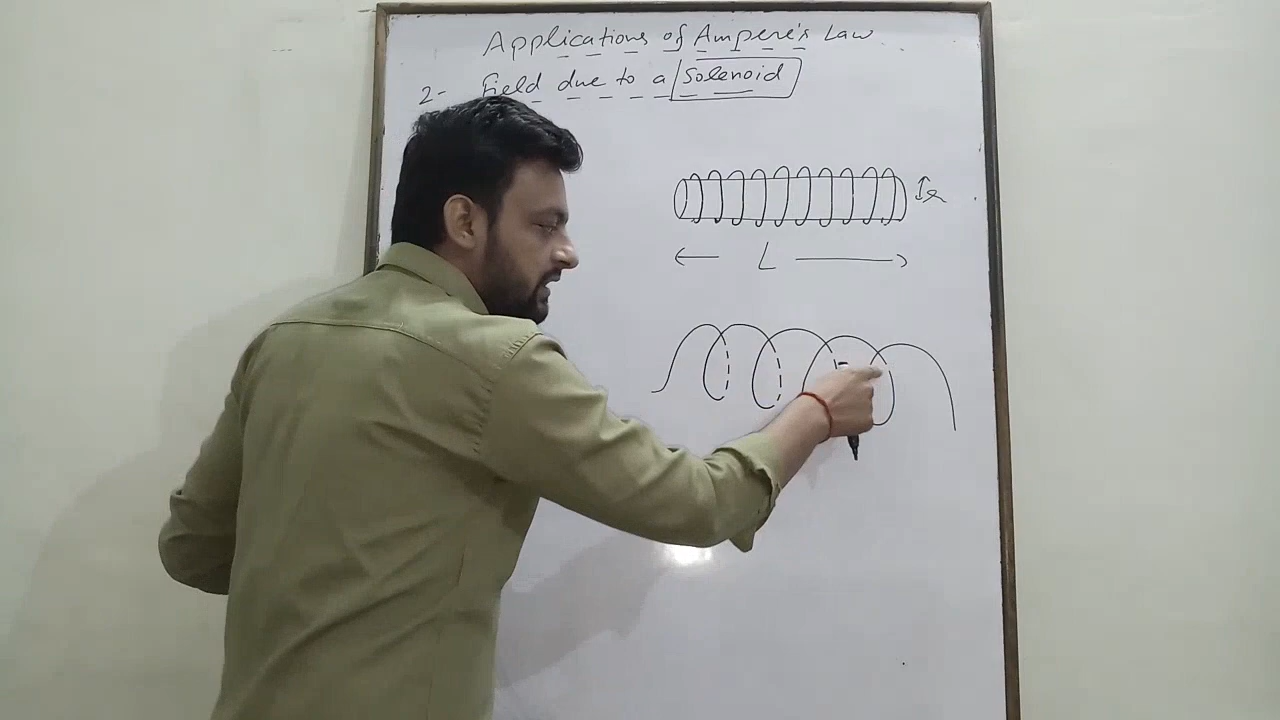 Applications of Ampere's Law
2- Field due to a Solenoid
L